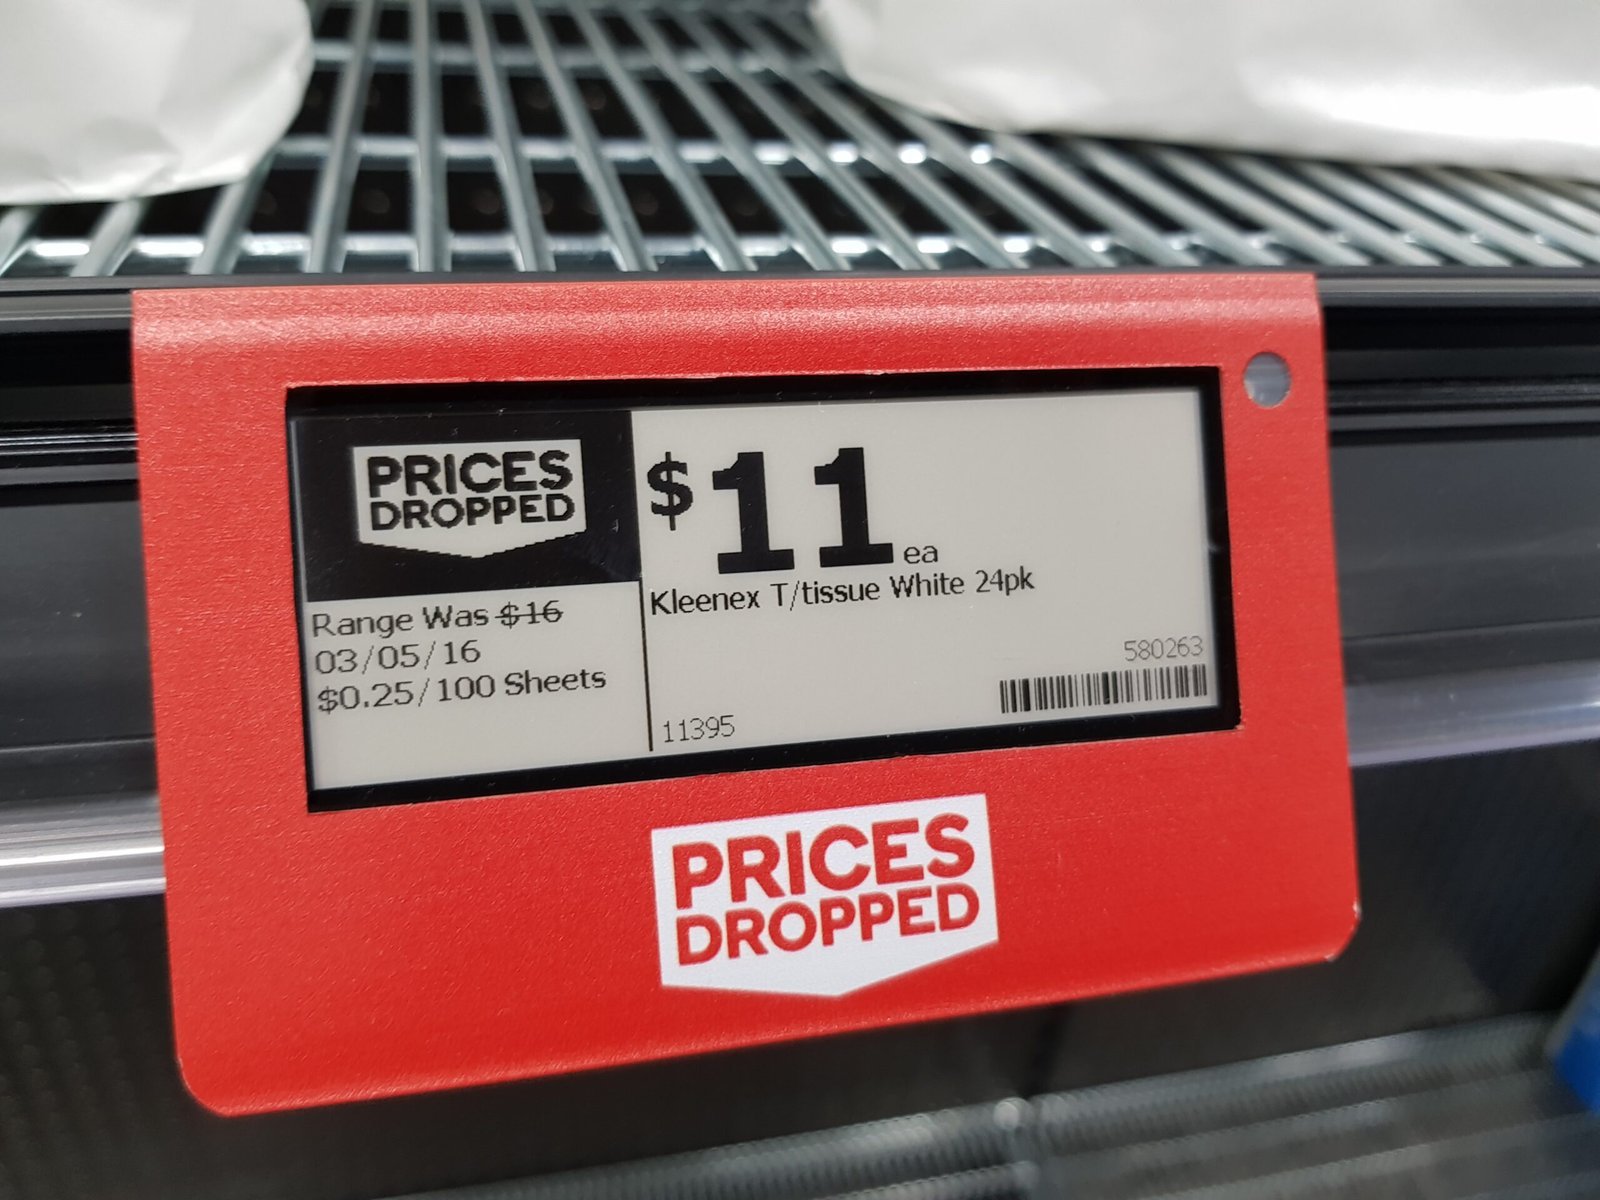 PRICES
DROPPED
Range Was $16
03/05/16
$0.25/100 Sheets
$11 ea
Kleenex T/tissue White 24pk
580263
11395
PRICES
DROPPED